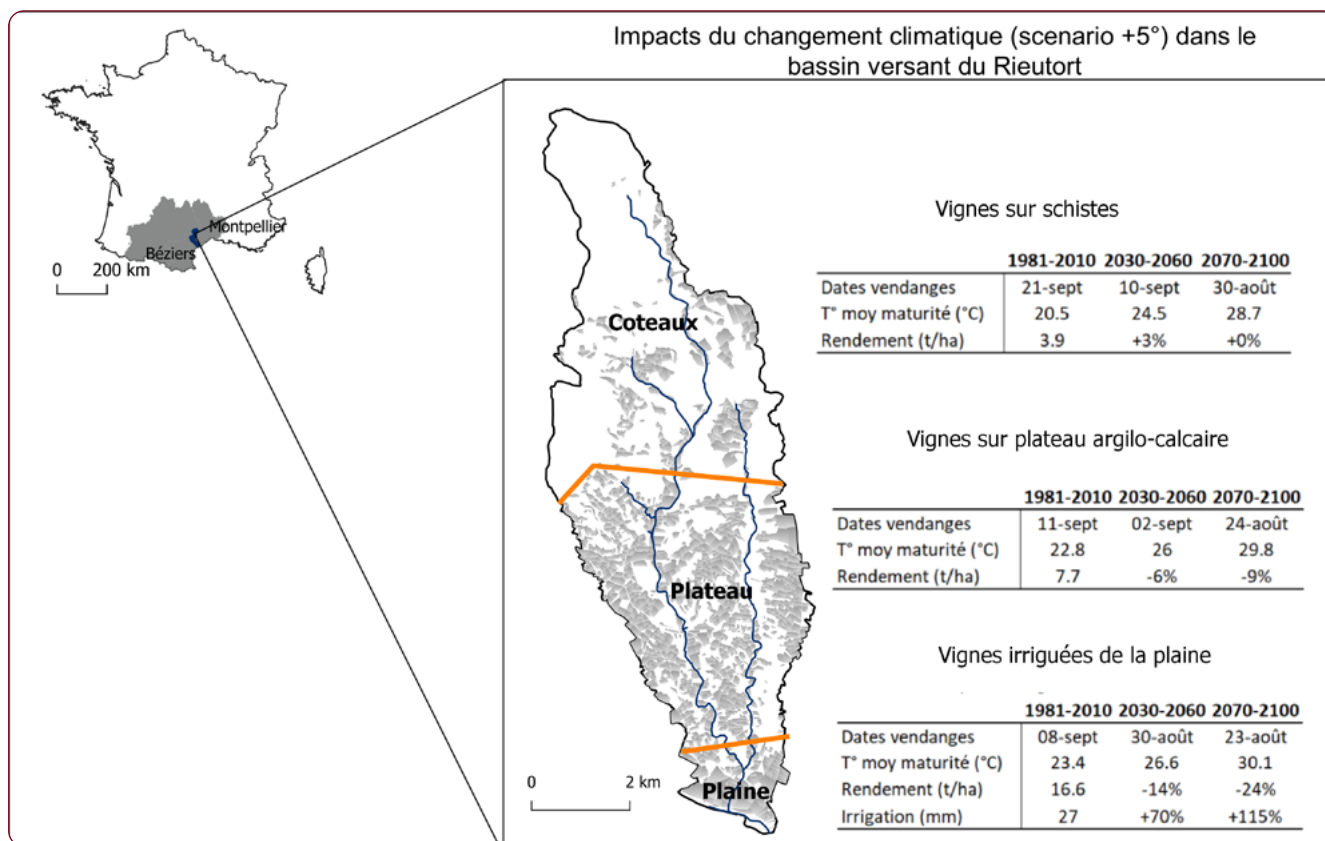 Impacts du changement climatique (scenario +5°) dans le
bassin versant du Rieutort
Montpellier
Béziers
0 200 km
Coteaux
Plateau
Plaine
0 2 km
Vignes sur schistes
1981-2010 2030-2060 2070-2100
Dates vendanges 21-sept 10-sept 30-août
T° moy maturité (°C) 20.5 24.5 28.7
Rendement (t/ha) 3.9 +3% +0%
Vignes sur plateau argilo-calcaire
1981-2010 2030-2060 2070-2100
Dates vendanges 11-sept 02-sept 24-août
T° moy maturité (°C) 22.8 26 29.8
Rendement (t/ha) 7.7 -6% -9%
Vignes irriguées de la plaine
1981-2010 2030-2060 2070-2100
Dates vendanges 08-sept 30-août 23-août
T° moy maturité (°C) 23.4 26.6 30.1
Rendement (t/ha) 16.6 -14% -24%
Irrigation (mm) 27 +70% +115%